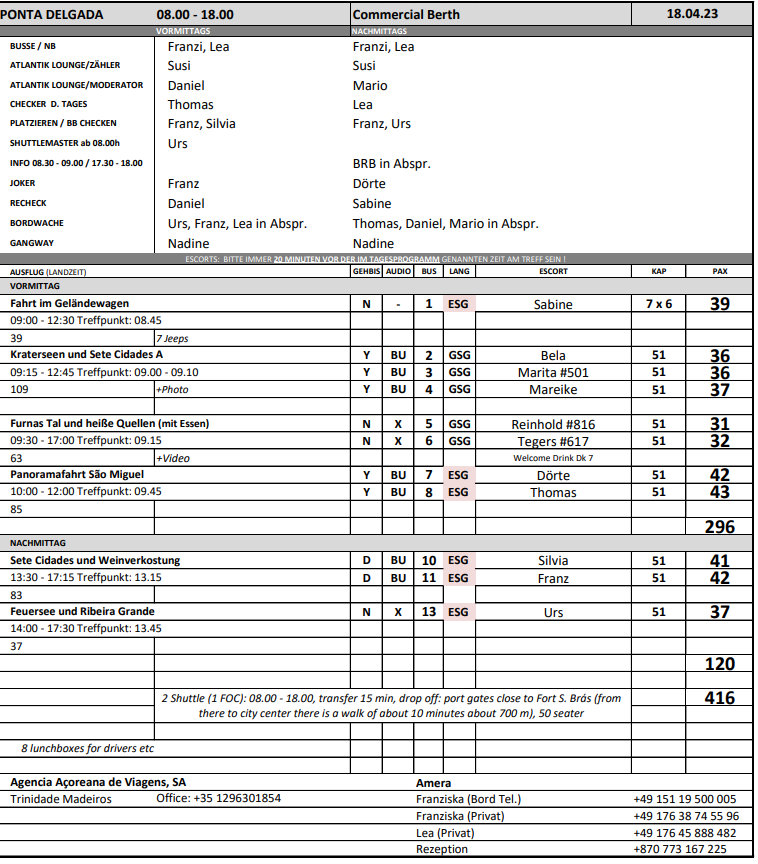 PONTA DELGADA 08.00 - 18.00 Commercial Berth 18.04.23
VORMITTAGS NACHMITTAGS
BUSSE / NB Franzi, Lea Franzi, Lea
ATLANTIK LOUNGE/ZÄHLER Susi Susi
ATLANTIK LOUNGE/MODERATOR Daniel Mario
CHECKER D. TAGES Thomas Lea
PLATZIEREN / BB CHECKEN Franz, Silvia Franz, Urs
SHUTTLEMASTER ab 08.00h Urs
INFO 08.30 - 09.00 / 17.30 - 18.00 BRB in Abspr.
JOKER Franz Dörte
RECHECK Daniel Sabine
BORDWACHE Urs, Franz, Lea in Abspr. Thomas, Daniel, Mario in Abspr.
GANGWAY Nadine Nadine
ESCORTS: BITTE IMMER 20 MINUTEN VOR DER IM TAGESPROGRAMM GENANNTEN ZEIT AM TREFF SEIN !
AUSFLUG (LANDZEIT) GEHBIS AUDIO BUS LANG ESCORT KAP PAX
VORMITTAG
Fahrt im Geländewagen N - 1 ESG Sabine 7 x 6 39
09:00 - 12:30 Treffpunkt: 08.45
39 7 Jeeps
Kraterseen und Sete Cidades A Y BU 2 GSG Bela 51 36
09:15 - 12:45 Treffpunkt: 09.00 - 09.10 Y BU 3 GSG Marita #501 51 36
109 +Photo Y BU 4 GSG Mareike 51 37
Furnas Tal und heiße Quellen (mit Essen) N X 5 GSG Reinhold #816 51 31
09:30 - 17:00 Treffpunkt: 09.15 N X 6 GSG Tegers #617 51 32
63 +Video Welcome Drink Dk 7
Panoramafahrt São Miguel Y BU 7 ESG Dörte 51 42
10:00 - 12:00 Treffpunkt: 09.45 Y BU 8 ESG Thomas 51 43
85
296
NACHMITTAG
Sete Cidades und Weinverkostung D BU 10 ESG Silvia 51 41
13:30 - 17:15 Treffpunkt: 13.15 D BU 11 ESG Franz 51 42
83
Feuersee und Ribeira Grande N X 13 ESG Urs 51 37
14:00 - 17:30 Treffpunkt: 13.45
37
120
2 Shuttle (1 FOC): 08.00 - 18.00, transfer 15 min, drop off: port gates close to Fort S. Brás (from 416
there to city center there is a walk of about 10 minutes about 700 m), 50 seater
8 lunchboxes for drivers etc
Agencia Açoreana de Viagens, SA Amera
Trinidade Madeiros Office: +35 1296301854 Franziska (Bord Tel.) +49 151 19 500 005
Franziska (Privat) +49 176 38 74 55 96
Lea (Privat) +49 176 45 888 482
Rezeption +870 773 167 225